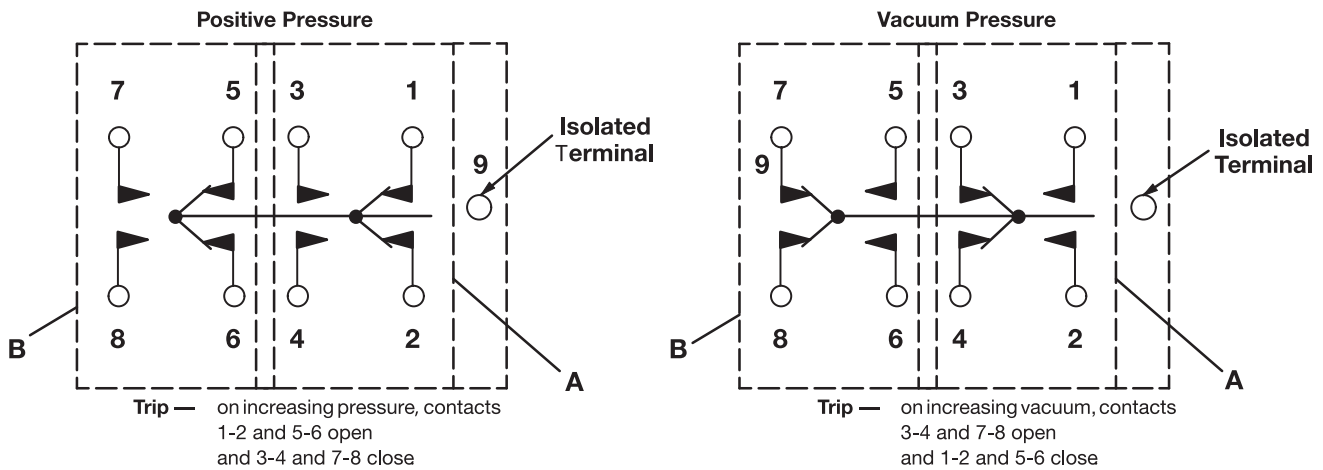 Positive Pressure
7 5 3 1
Isolated
Terminal
9
8 6 4 2
B
A
Trip — on increasing pressure, contacts
1-2 and 5-6 open
and 3-4 and 7-8 close
Vacuum Pressure
7 5 3 1
Isolated
Terminal
9
8 6 4 2
B
A
Trip — on increasing vacuum, contacts
3-4 and 7-8 open
and 1-2 and 5-6 close